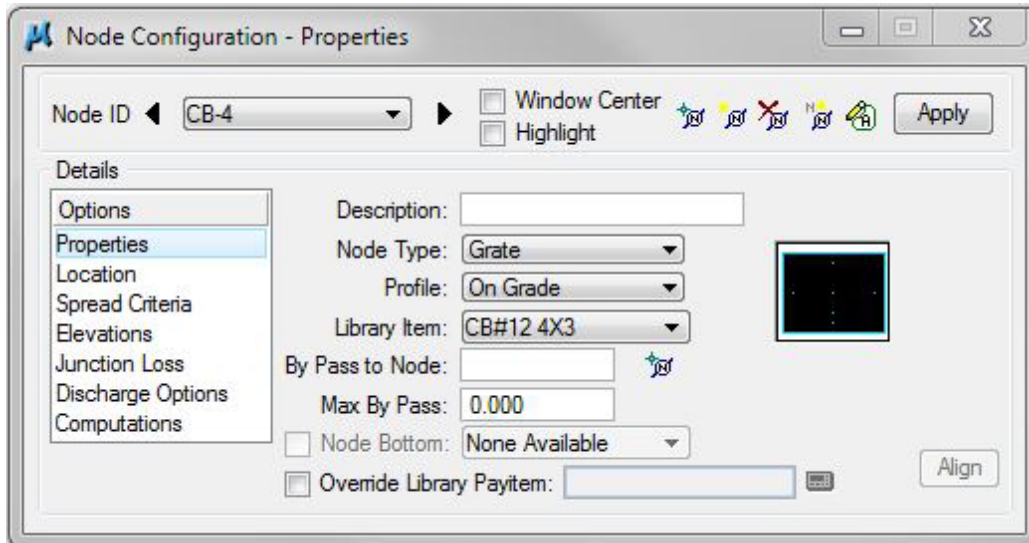 Node Configuration - Properties
Node ID CB-4 Window Center Apply
Highlight
Details
Options
Properties
Location
Spread Criteria
Elevations
Junction Loss
Discharge Options
Computations
Description:
Node Type: Grate
Profile: On Grade
Library Item: CB#12 4X3
By Pass to Node:
Max By Pass: 0.000
Node Bottom: None Available
Override Library Payitem:
Align